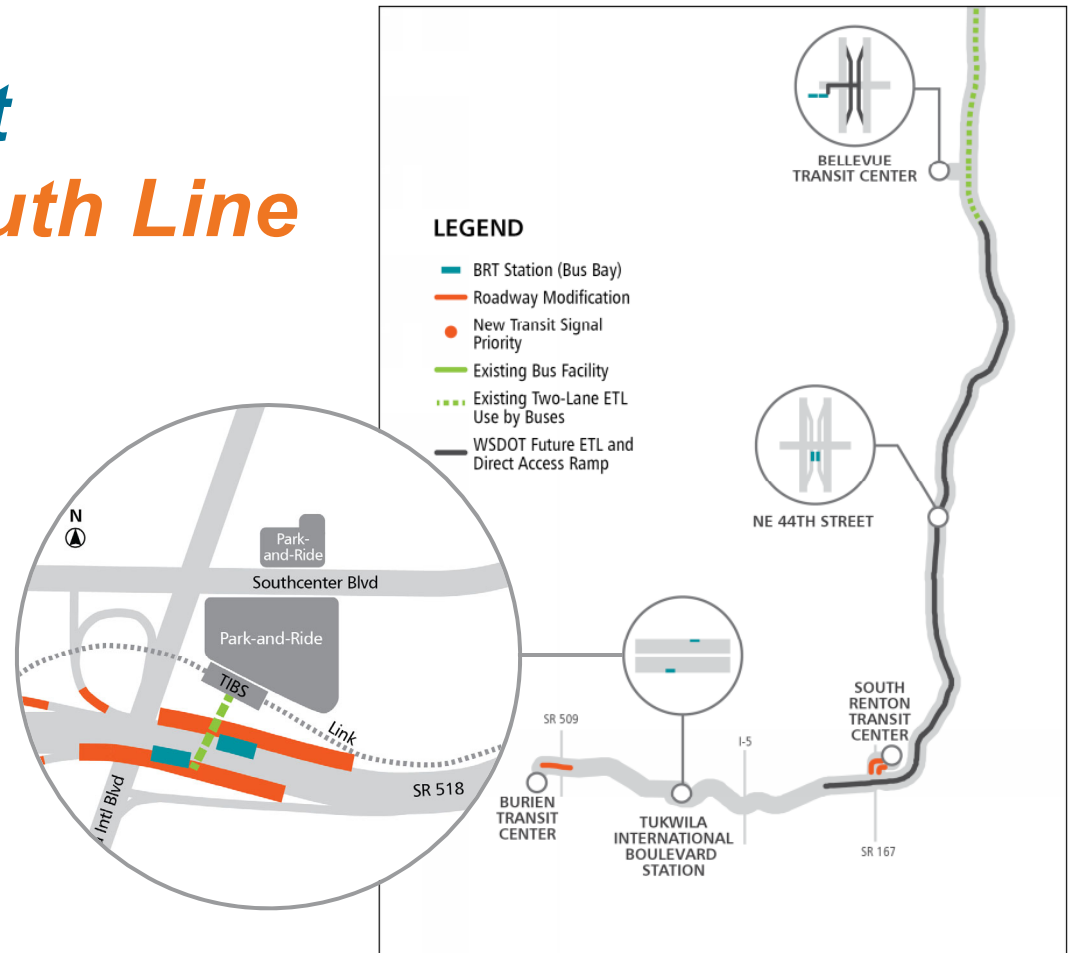 t
uth Line
BELLEVUE
TRANSIT CENTER
LEGEND
BRT Station (Bus Bay)
Roadway Modification
New Transit Signal
Priority
Existing Bus Facility
Existing Two-Lane ETL
Use by Buses
WSDOT Future ETL and
Direct Access Ramp
NE 44TH STREET
N
Park-
and-Ride
Southcenter Blvd
Park-and-Ride
TIBS
Link
SR 518
Intl Blvd
SR 509
BURIEN
TRANSIT
CENTER
TUKWILA
INTERNATIONAL
BOULEVARD
STATION
I-5
SOUTH
RENTON
TRANSIT
CENTER
SR 167